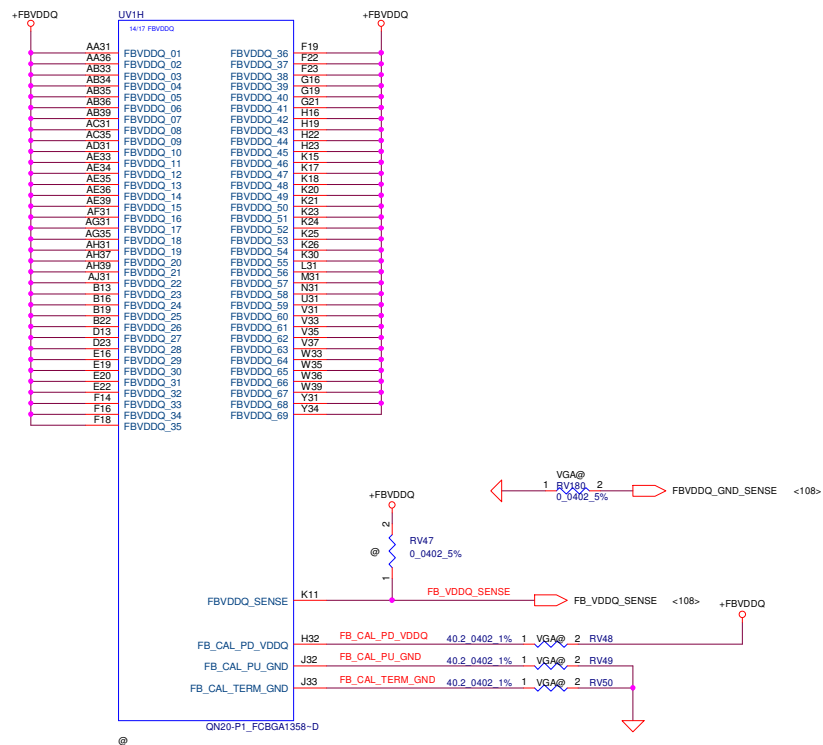 +FBVDDQ UV1H +FBVDDQ
14/17 FBVDDQ
AA31 FBVDDQ_01 FBVDDQ_36 F19
AA36 FBVDDQ_02 FBVDDQ_37 F22
AB33 FBVDDQ_03 FBVDDQ_38 F23
AB34 FBVDDQ_04 FBVDDQ_39 G16
AB35 FBVDDQ_05 FBVDDQ_40 G19
AB36 FBVDDQ_06 FBVDDQ_41 G21
AB39 FBVDDQ_07 FBVDDQ_42 H16
AC31 FBVDDQ_08 FBVDDQ_43 H19
AC35 FBVDDQ_09 FBVDDQ_44 H22
AD31 FBVDDQ_10 FBVDDQ_45 H23
AE33 FBVDDQ_11 FBVDDQ_46 K15
AE34 FBVDDQ_12 FBVDDQ_47 K17
AE35 FBVDDQ_13 FBVDDQ_48 K18
AE36 FBVDDQ_14 FBVDDQ_49 K20
AE39 FBVDDQ_15 FBVDDQ_50 K21
AF31 FBVDDQ_16 FBVDDQ_51 K23
AG31 FBVDDQ_17 FBVDDQ_52 K24
AG35 FBVDDQ_18 FBVDDQ_53 K25
AH31 FBVDDQ_19 FBVDDQ_54 K26
AH37 FBVDDQ_20 FBVDDQ_55 K30
AH39 FBVDDQ_21 FBVDDQ_56 L31
AJ31 FBVDDQ_22 FBVDDQ_57 M31
B13 FBVDDQ_23 FBVDDQ_58 N31
B16 FBVDDQ_24 FBVDDQ_59 U31
B19 FBVDDQ_25 FBVDDQ_60 V31
B22 FBVDDQ_26 FBVDDQ_61 V33
D13 FBVDDQ_27 FBVDDQ_62 V35
D23 FBVDDQ_28 FBVDDQ_63 V37
E16 FBVDDQ_29 FBVDDQ_64 W33
E19 FBVDDQ_30 FBVDDQ_65 W35
E20 FBVDDQ_31 FBVDDQ_66 W36
E22 FBVDDQ_32 FBVDDQ_67 W39
F14 FBVDDQ_33 FBVDDQ_68 Y31
F16 FBVDDQ_34 FBVDDQ_69 Y34
F18 FBVDDQ_35
VGA@
1 RV180 2 FBVDDQ_GND_SENSE <108>
0_0402_5%
+FBVDDQ
2
RV47
@ 0_0402_5%
1
FBVDDQ_SENSE K11 FB_VDDQ_SENSE FB_VDDQ_SENSE <108>
+FBVDDQ
FB_CAL_PD_VDDQ H32 FB_CAL_PD_VDDQ 40.2_0402_1% 1 VGA@ 2 RV48
FB_CAL_PU_GND J32 FB_CAL_PU_GND 40.2_0402_1% 1 VGA@ 2 RV49
FB_CAL_TERM_GND J33 FB_CAL_TERM_GND 40.2_0402_1% 1 VGA@ 2 RV50
QN20-P1_FCBGA1358~D
@